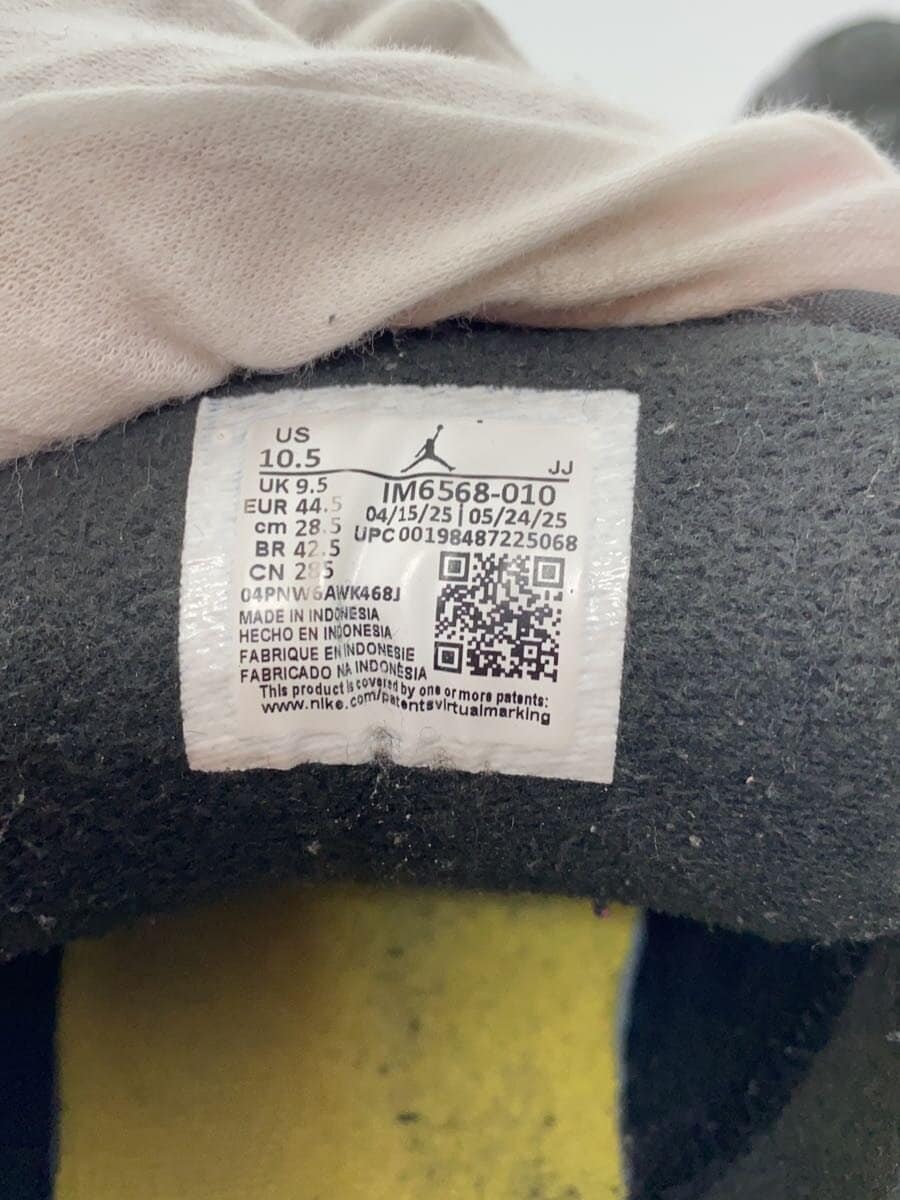 US
10.5
JJ
UK 9.5
EUR 44.5
cm 28.5
BR 42.5
CN 285
IM6568-010
04/15/25 | 05/24/25
UPC 00198487225068
04PNW6AWK468J
MADE IN INDONESIA
HECHO EN INDONESIA
FABRIQUE EN INDONESIE
FABRICADO NA INDONÉSIA
This product is covered by one or more patents:
www.nike.com/patentsvirtualmarking